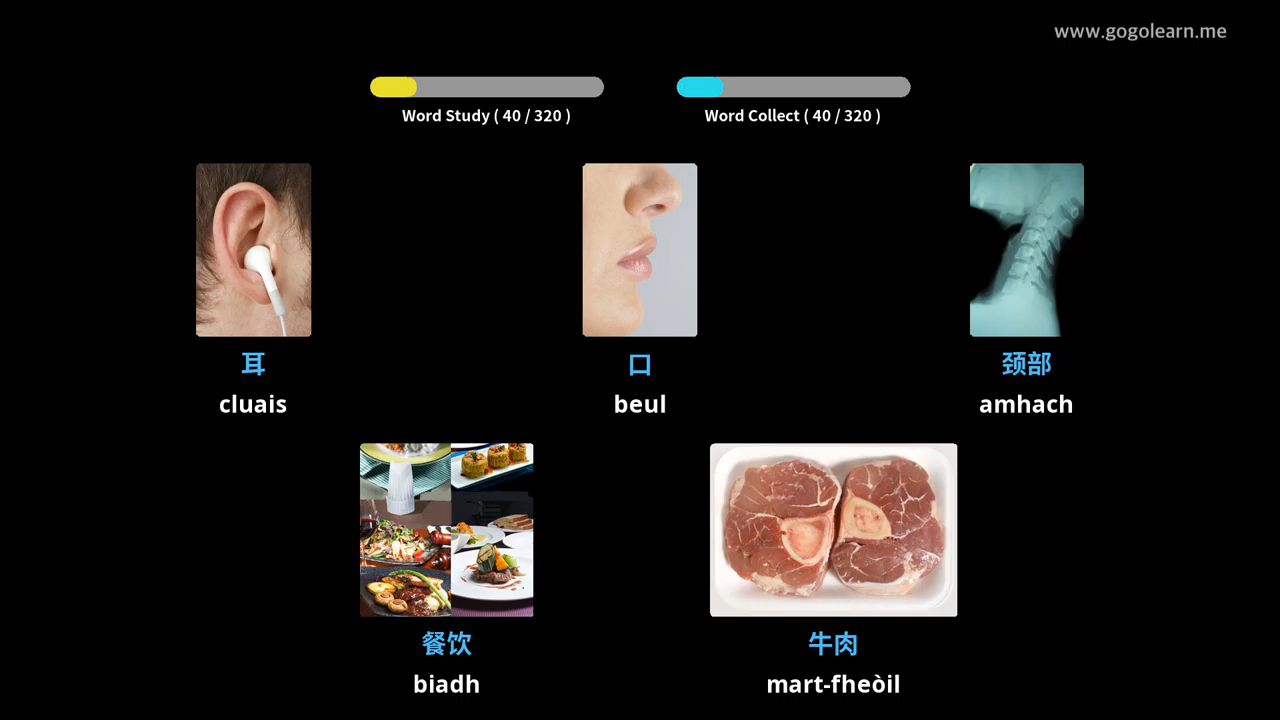 www.gogolearn.me
Word Study ( 40 / 320 )
Word Collect ( 40 / 320 )
耳
口
颈部
cluais
beul
amhach
餐饮
牛肉
biadh
mart-fheòil